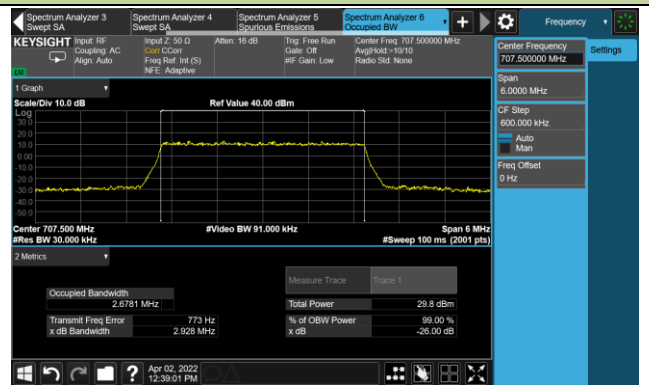 Spectrum Analyzer 3
Swept SA
Spectrum Analyzer 4
Swept SA
Spectrum Analyzer 5
Spurious Emissions
Spectrum Analyzer 6
Occupied BW
Frequency
KEYSIGHT
Input: RF
Coupling: AC
Align: Auto
Input Z: 50 Ω
Corr CCorr
Freq Ref: Int (S)
NFE: Adaptive
Atten: 16 dB
Trig: Free Run
Gate: Off
#IF Gain: Low
Center Freq: 707.500000 MHz
Avg|Hold:>10/10
Radio Std: None
Center Frequency
707.500000 MHz
Settings
Span
6.0000 MHz
CF Step
600.000 kHz
Auto
Man
Freq Offset
0 Hz
1 Graph
Scale/Div 10.0 dB
Ref Value 40.00 dBm
Log
30.0
20.0
10.0
0.00
-10.0
-20.0
-30.0
-40.0
-50.0
Center 707.500 MHz
#Video BW 91.000 kHz
Span 6 MHz
#Res BW 30.000 kHz
#Sweep 100 ms (2001 pts)
2 Metrics
Measure Trace
Trace 1
Occupied Bandwidth
2.6781 MHz
Total Power
29.8 dBm
Transmit Freq Error
773 Hz
% of OBW Power
99.00 %
x dB Bandwidth
2.928 MHz
x dB
-26.00 dB
Apr 02, 2022
12:39:01 PM